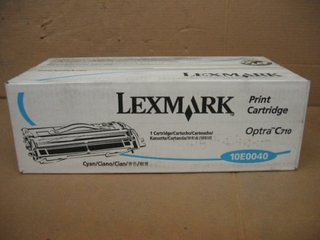 LEXMARK
Print
Cartridge
Optra C710
1 Cartridge/Cartucho/Cartouche/
10E0040
Cyan/Ciano/Cian/